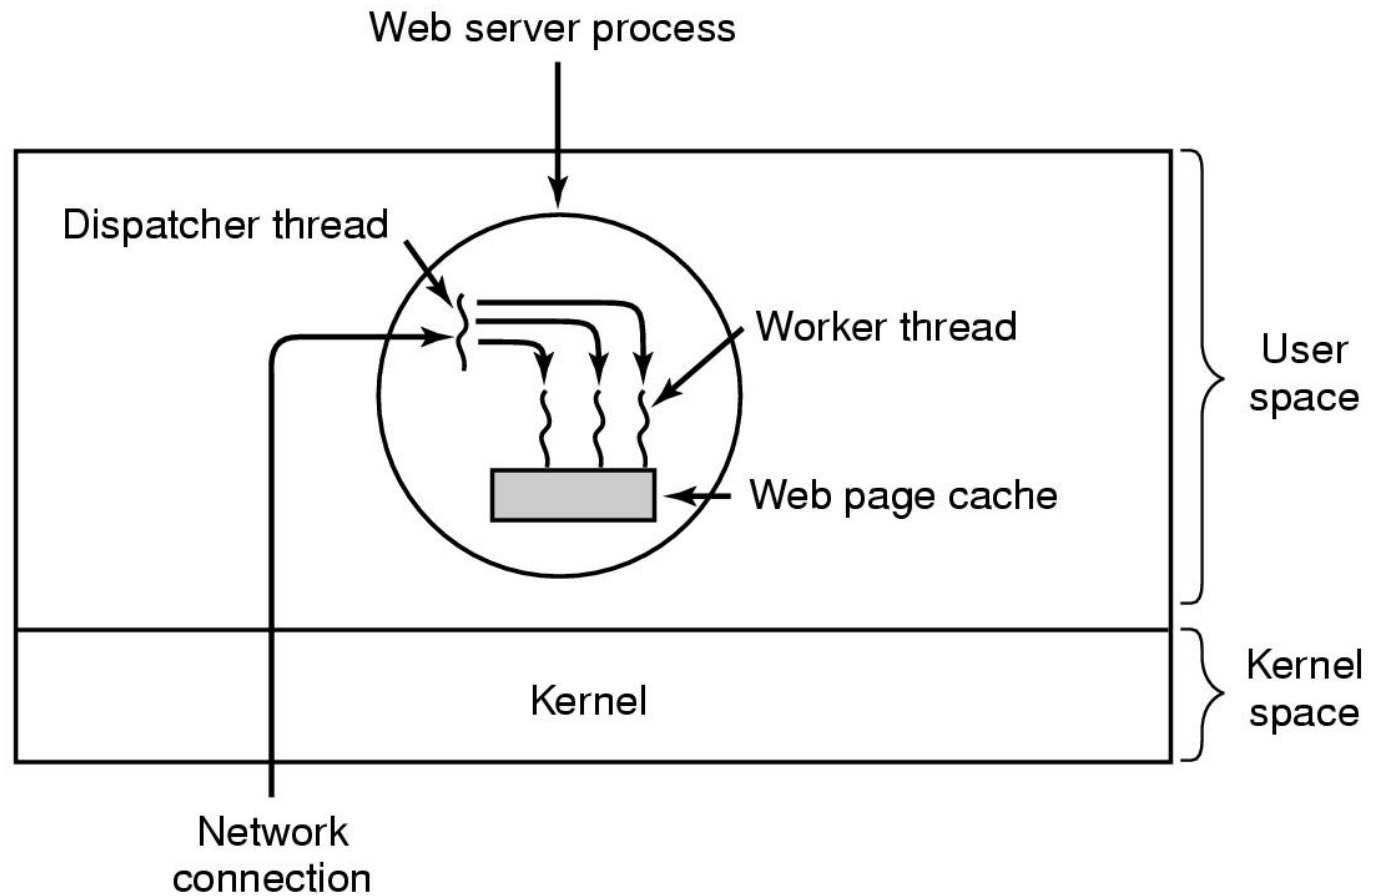 Web server process
Dispatcher thread
Worker thread
User
space
Web page cache
Kernel
Kernel
space
Network
connection